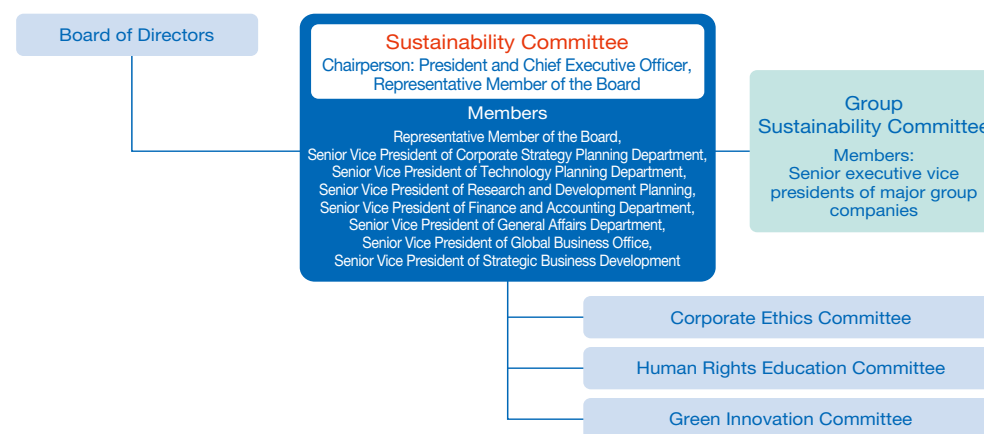 Board of Directors
Sustainability Committee
Chairperson: President and Chief Executive Officer,
Representative Member of the Board
Members
Representative Member of the Board,
Senior Vice President of Corporate Strategy Planning Department,
Senior Vice President of Technology Planning Department,
Senior Vice President of Research and Development Planning,
Senior Vice President of Finance and Accounting Department,
Senior Vice President of General Affairs Department,
Senior Vice President of Global Business Office,
Senior Vice President of Strategic Business Development
Group
Sustainability Committee
Members:
Senior executive vice
presidents of major group
companies
Corporate Ethics Committee
Human Rights Education Committee
Green Innovation Committee